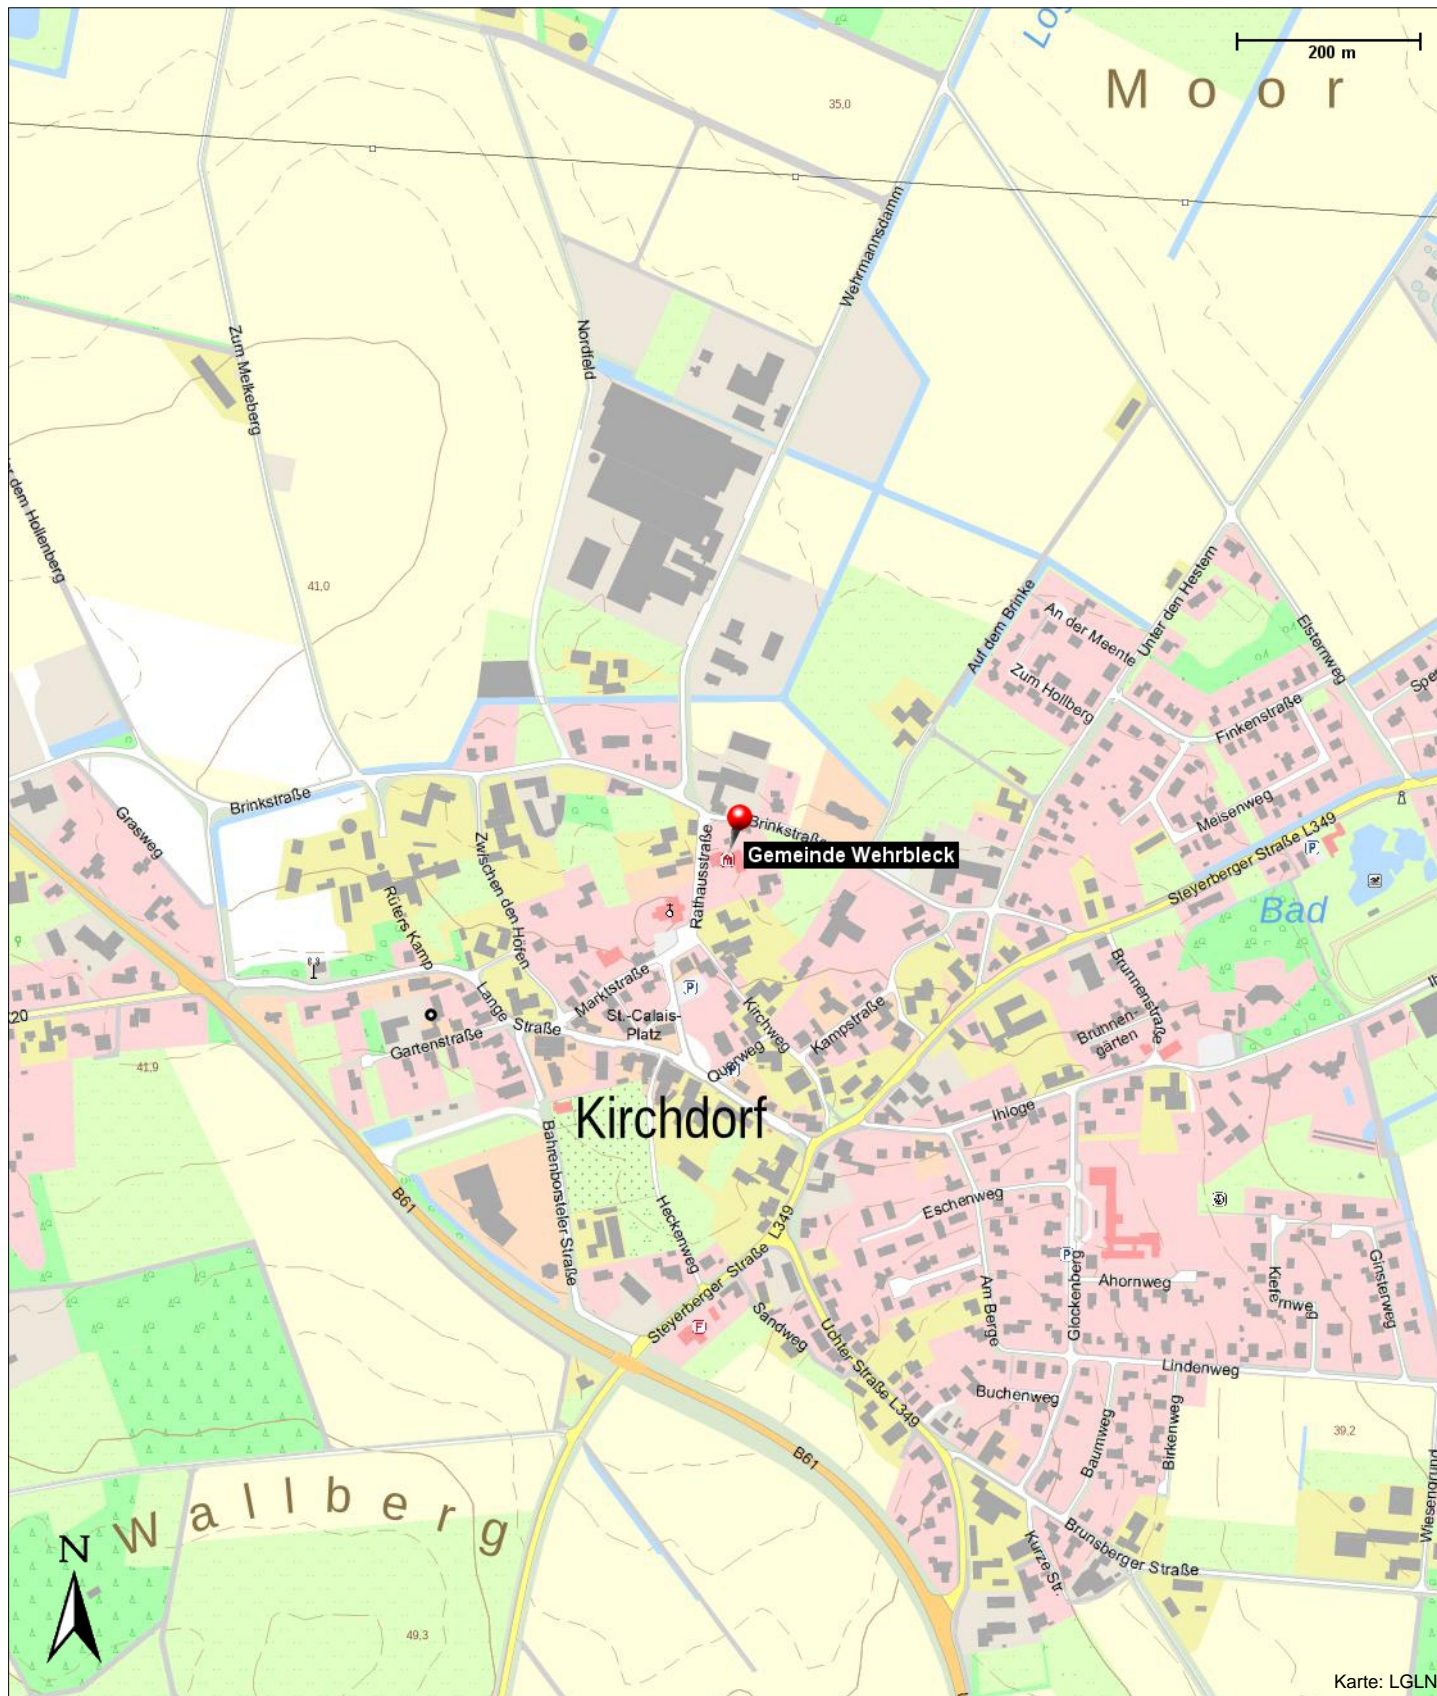 200 m
Moor
35,0
Wehrmannsdamm
Nordfeld
Zum Melkeberg
dem Hollenberg
41,0
Auf dem Brinke
An der Meente
Unter den Hestern
Zum Hollberg
Elsternweg
Finkenstraße
Meisenweg
Steyerberger Straße L349
Bad
Grasweg
Brinkstraße
Brinkstraße
Gemeinde Wehrbleck
Rathausstraße
Zwischen den Höfen
Rüters Kamp
Lange Straße
Marktstraße
St.-Calais-
Platz
Gartenstraße
Kirchweg
Querweg
Kampstraße
Brunnenstraße
Brunnen-
gärten
20
41,9
Kirchdorf
Ihloge
Bahrenborsteler Straße
Heckenweg
B61
Eschenweg
Am Berge
Glockenberg
Ahornweg
Kiefernweg
Ginsterweg
Steyerberger Straße L349
Sandweg
Uchter Straße L349
Lindenweg
Buchenweg
Baumweg
Birkenweg
39,2
Wiesengrund
B61
Wallberg
N
Brunsberger Straße
Kurze Str.
49,3
P
P
P
P
F
Karte: LGLN